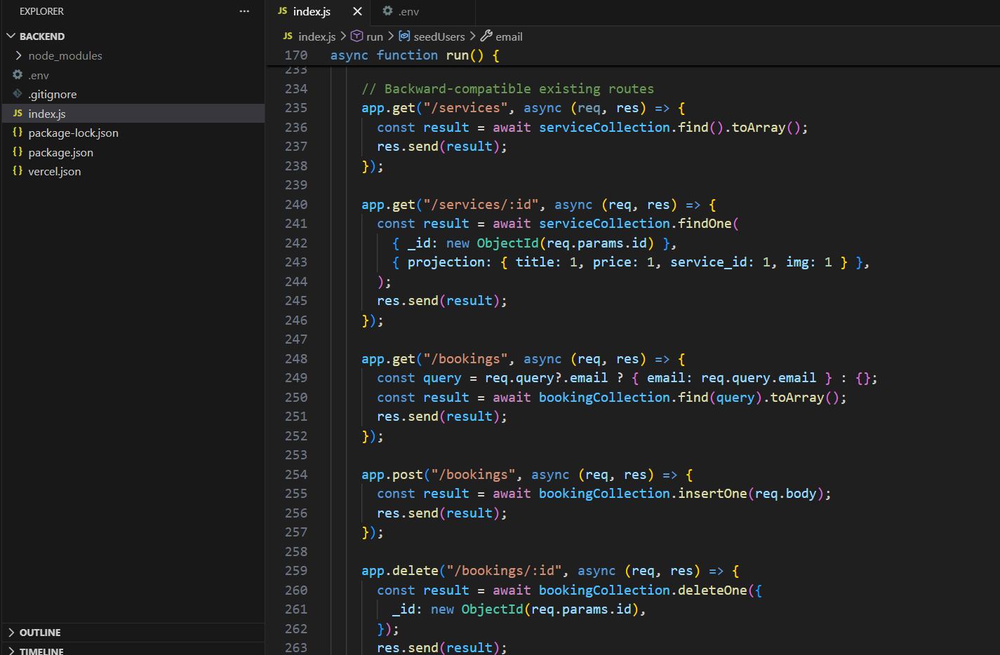 EXPLORER
BACKEND
node_modules
.env
.gitignore
JS index.js
{} package-lock.json
{} package.json
{} vercel.json
OUTLINE
TIMELINE
JS index.js
.env
JS index.js > run > seedUsers > email
170 async function run() {
233
234 // Backward-compatible existing routes
235 app.get("/services", async (req, res) => {
236 const result = await serviceCollection.find().toArray();
237 res.send(result);
238 });
239
240 app.get("/services/:id", async (req, res) => {
241 const result = await serviceCollection.findOne(
242 { _id: new ObjectId(req.params.id) },
243 { projection: { title: 1, price: 1, service_id: 1, img: 1 } },
244 );
245 res.send(result);
246 });
247
248 app.get("/bookings", async (req, res) => {
249 const query = req.query?.email ? { email: req.query.email } : {};
250 const result = await bookingCollection.find(query).toArray();
251 res.send(result);
252 });
253
254 app.post("/bookings", async (req, res) => {
255 const result = await bookingCollection.insertOne(req.body);
256 res.send(result);
257 });
258
259 app.delete("/bookings/:id", async (req, res) => {
260 const result = await bookingCollection.deleteOne({
261 _id: new ObjectId(req.params.id),
262 });
263 res.send(result);